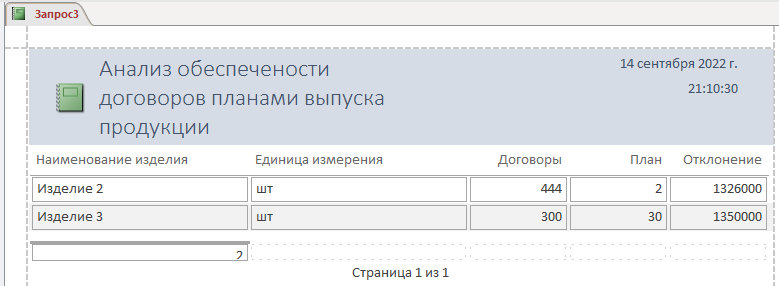 Запрос3
Анализ обеспечености
договоров планами выпуска
продукции
14 сентября 2022 г.
21:10:30
Наименование изделия Единица измерения Договоры План Отклонение
Изделие 2 шт 444 2 1326000
Изделие 3 шт 300 30 1350000
2
Страница 1 из 1